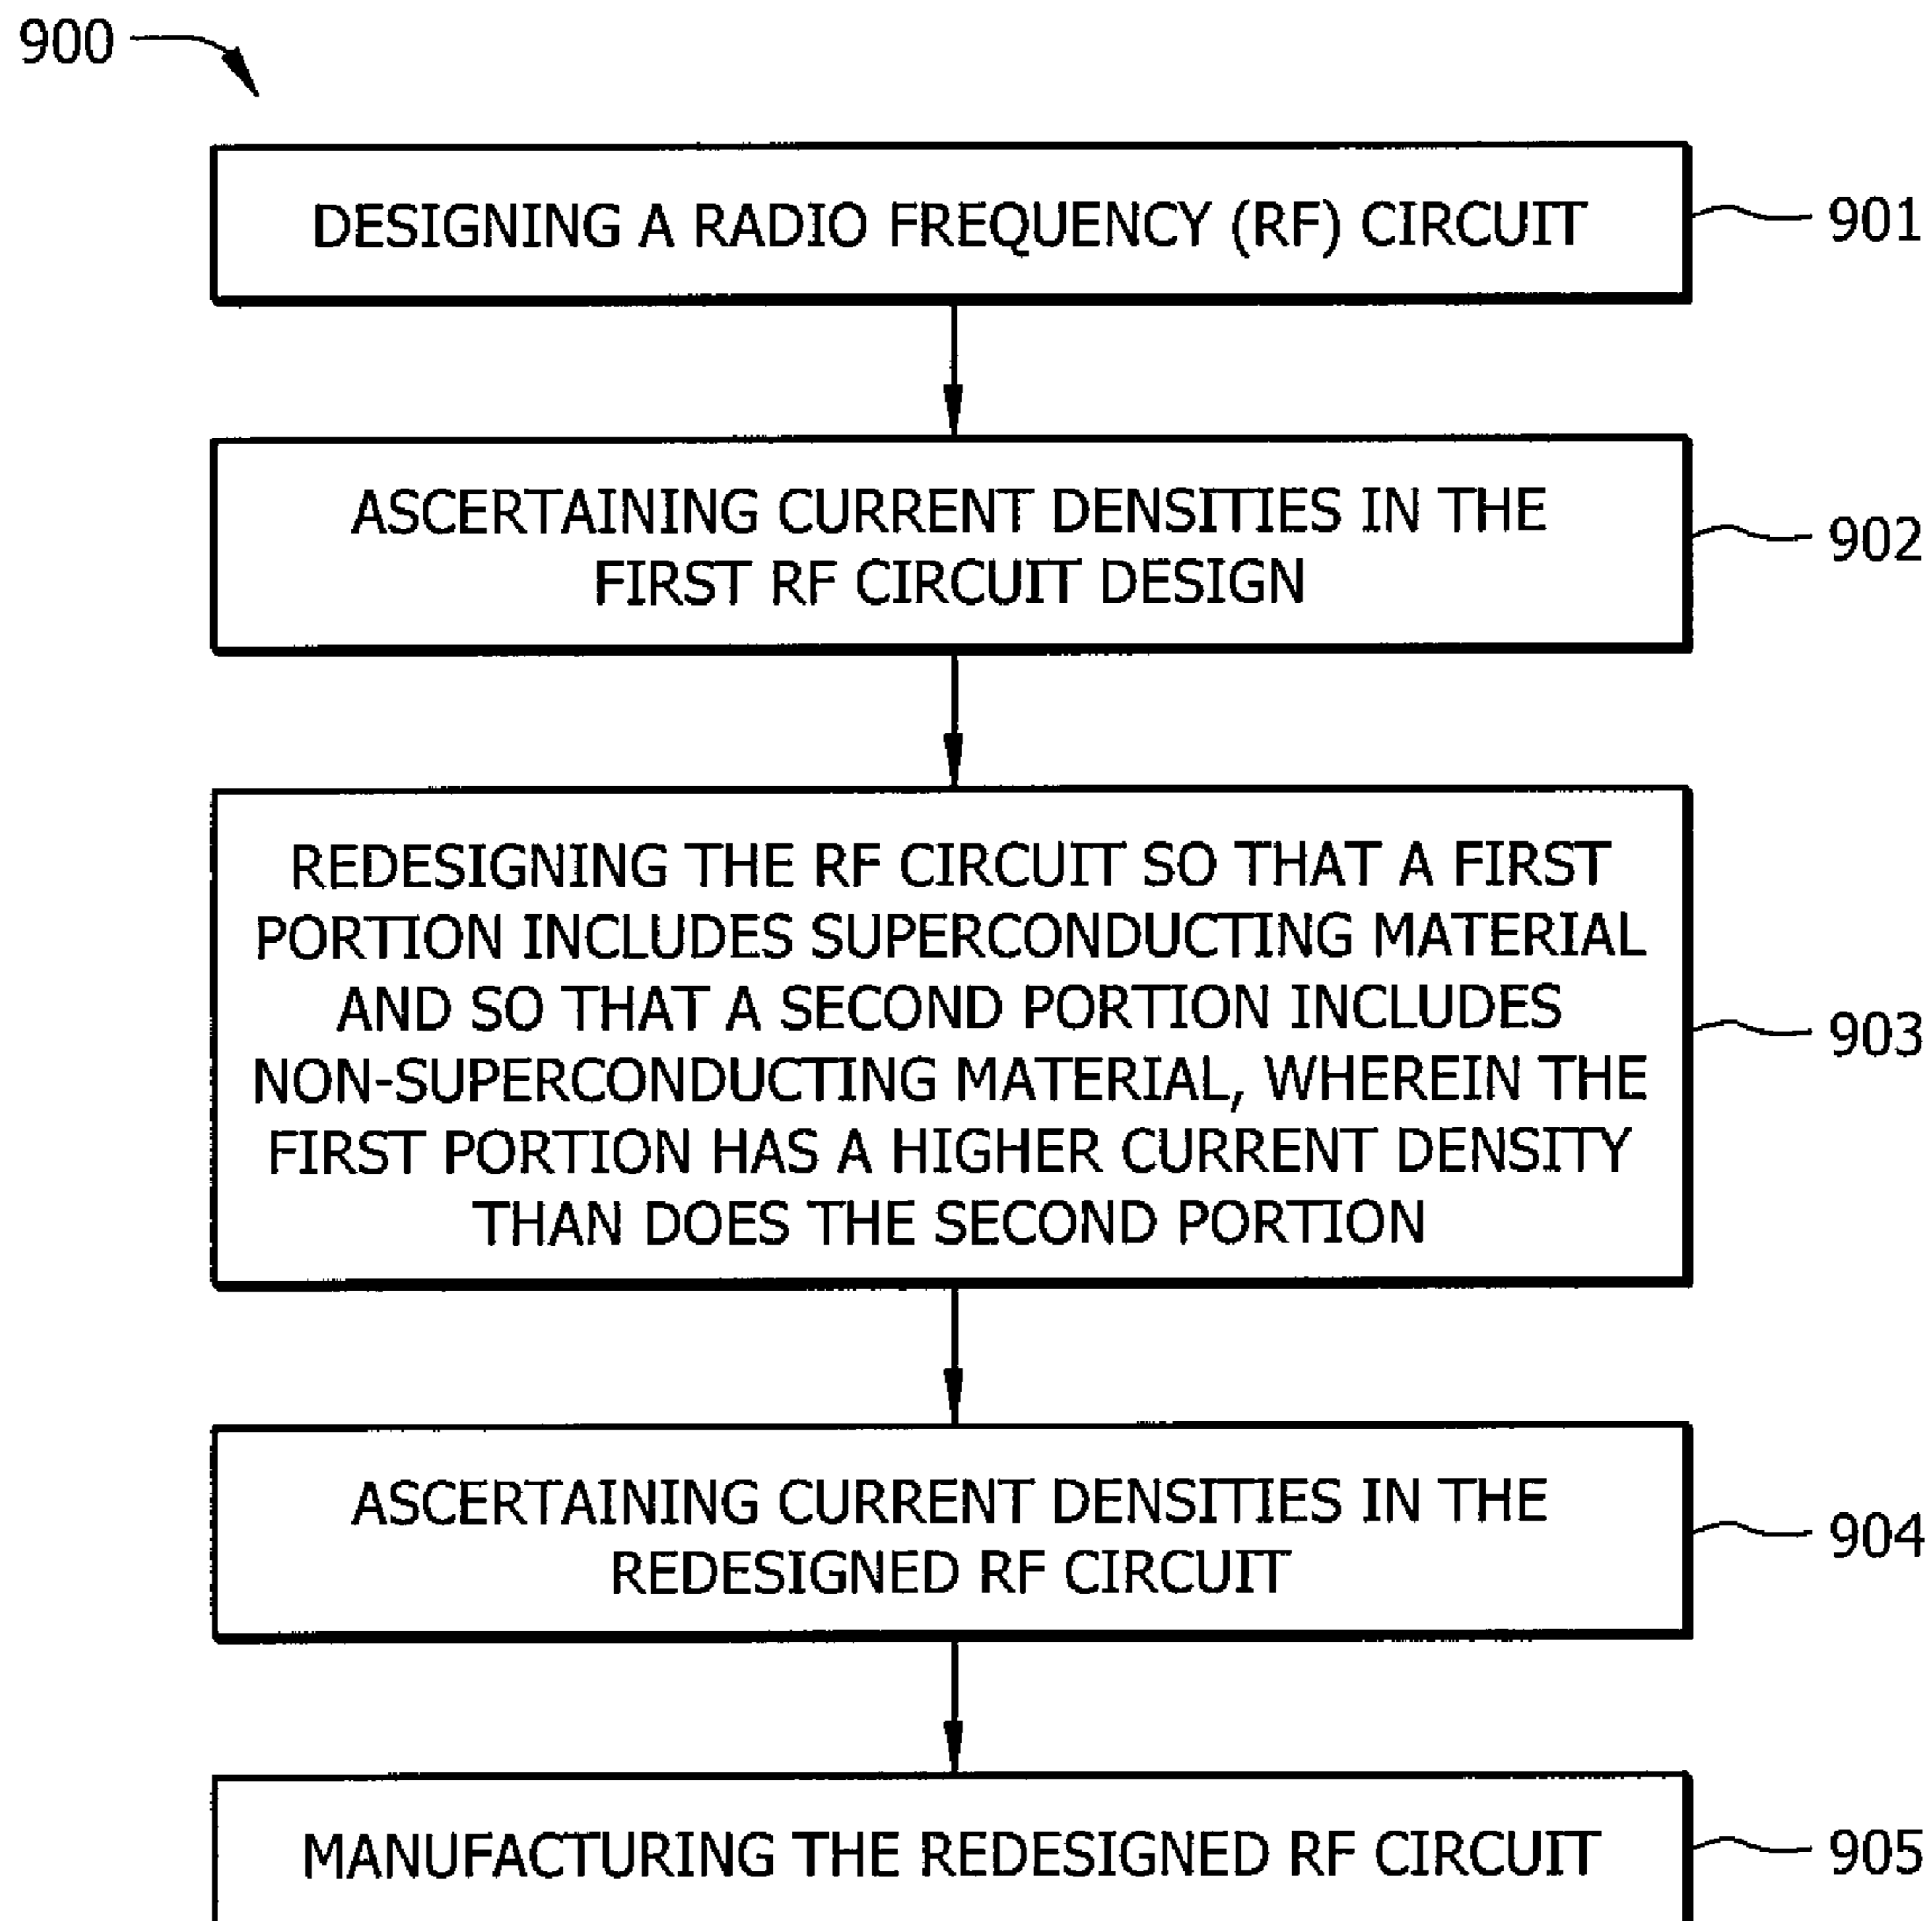 900
DESIGNING A RADIO FREQUENCY (RF) CIRCUIT
901
ASCERTAINING CURRENT DENSITIES IN THE
FIRST RF CIRCUIT DESIGN
902
REDESIGNING THE RF CIRCUIT SO THAT A FIRST
PORTION INCLUDES SUPERCONDUCTING MATERIAL
AND SO THAT A SECOND PORTION INCLUDES
NON-SUPERCONDUCTING MATERIAL, WHEREIN THE
FIRST PORTION HAS A HIGHER CURRENT DENSITY
THAN DOES THE SECOND PORTION
903
ASCERTAINING CURRENT DENSITIES IN THE
REDESIGNED RF CIRCUIT
904
MANUFACTURING THE REDESIGNED RF CIRCUIT
905